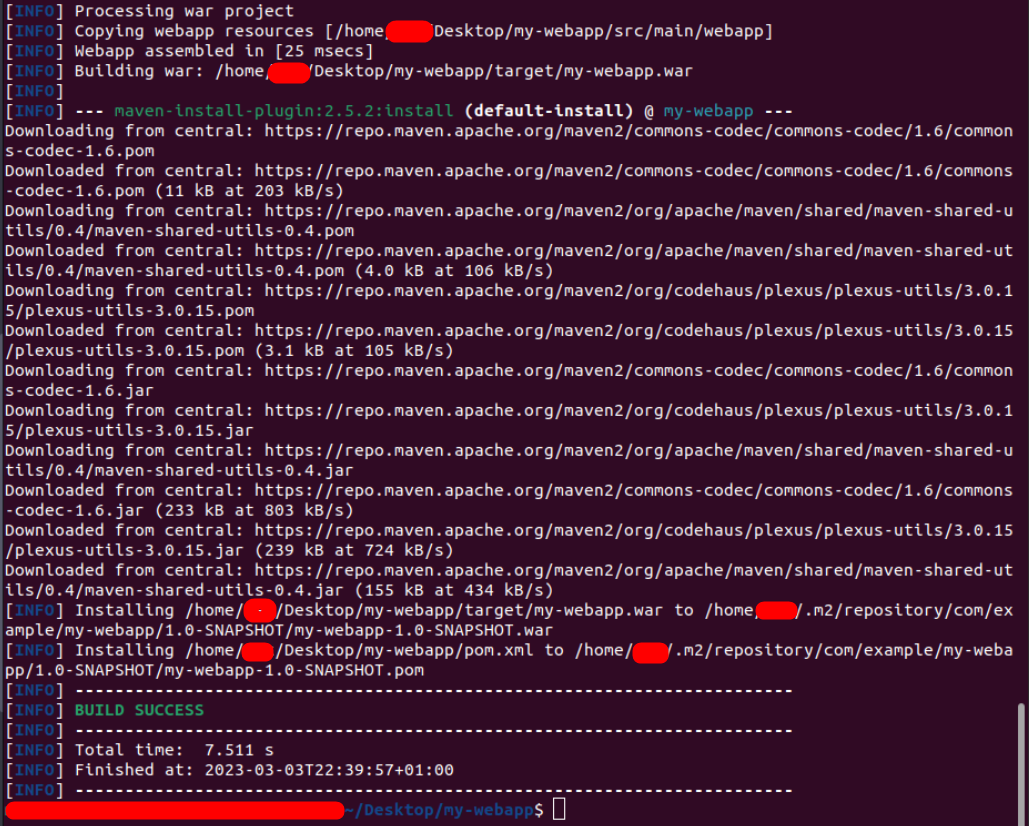 [INFO] Processing war project
[INFO] Copying webapp resources [/home/ Desktop/my-webapp/src/main/webapp]
[INFO] Webapp assembled in [25 msecs]
[INFO] Building war: /home/ /Desktop/my-webapp/target/my-webapp.war
[INFO]
[INFO] --- maven-install-plugin:2.5.2:install (default-install) @ my-webapp ---
Downloading from central: https://repo.maven.apache.org/maven2/commons-codec/commons-codec/1.6/common
s-codec-1.6.pom
Downloaded from central: https://repo.maven.apache.org/maven2/commons-codec/commons-codec/1.6/commons
-codec-1.6.pom (11 kB at 203 kB/s)
Downloading from central: https://repo.maven.apache.org/maven2/org/apache/maven/shared/maven-shared-u
tils/0.4/maven-shared-utils-0.4.pom
Downloaded from central: https://repo.maven.apache.org/maven2/org/apache/maven/shared/maven-shared-ut
ils/0.4/maven-shared-utils-0.4.pom (4.0 kB at 106 kB/s)
Downloading from central: https://repo.maven.apache.org/maven2/org/codehaus/plexus/plexus-utils/3.0.1
5/plexus-utils-3.0.15.pom
Downloaded from central: https://repo.maven.apache.org/maven2/org/codehaus/plexus/plexus-utils/3.0.15
/plexus-utils-3.0.15.pom (3.1 kB at 105 kB/s)
Downloading from central: https://repo.maven.apache.org/maven2/commons-codec/commons-codec/1.6/common
s-codec-1.6.jar
Downloading from central: https://repo.maven.apache.org/maven2/org/codehaus/plexus/plexus-utils/3.0.1
5/plexus-utils-3.0.15.jar
Downloading from central: https://repo.maven.apache.org/maven2/org/apache/maven/shared/maven-shared-u
tils/0.4/maven-shared-utils-0.4.jar
Downloaded from central: https://repo.maven.apache.org/maven2/commons-codec/commons-codec/1.6/commons
-codec-1.6.jar (233 kB at 803 kB/s)
Downloaded from central: https://repo.maven.apache.org/maven2/org/codehaus/plexus/plexus-utils/3.0.15
/plexus-utils-3.0.15.jar (239 kB at 724 kB/s)
Downloaded from central: https://repo.maven.apache.org/maven2/org/apache/maven/shared/maven-shared-ut
ils/0.4/maven-shared-utils-0.4.jar (155 kB at 434 kB/s)
[INFO] Installing /home/ /Desktop/my-webapp/target/my-webapp.war to /home /.m2/repository/com/ex
ample/my-webapp/1.0-SNAPSHOT/my-webapp-1.0-SNAPSHOT.war
[INFO] Installing /home/ /Desktop/my-webapp/pom.xml to /home/ /.m2/repository/com/example/my-weba
pp/1.0-SNAPSHOT/my-webapp-1.0-SNAPSHOT.pom
[INFO] ------------------------------------------------------------------------
[INFO] BUILD SUCCESS
[INFO] ------------------------------------------------------------------------
[INFO] Total time:  7.511 s
[INFO] Finished at: 2023-03-03T22:39:57+01:00
[INFO] ------------------------------------------------------------------------
~/Desktop/my-webapp$